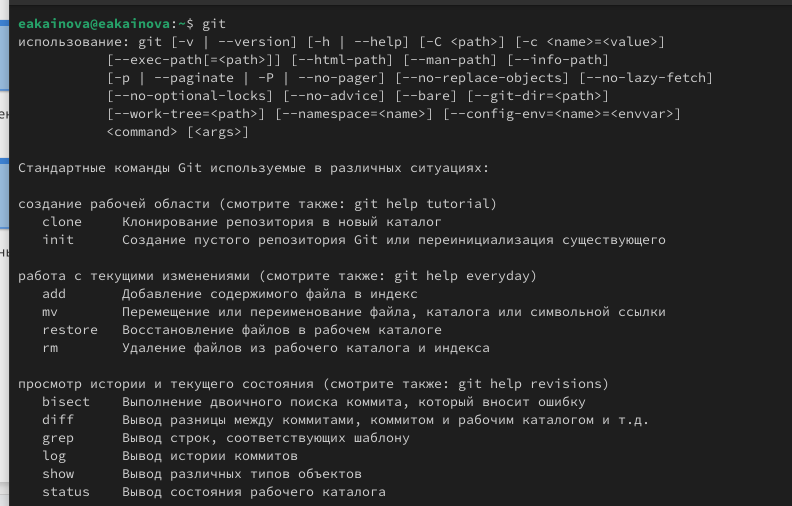 eakainova@eakainova:~$ git
использование: git [-v | --version] [-h | --help] [-C <path>] [-c <name>=<value>]
[--exec-path[=<path>]] [--html-path] [--man-path] [--info-path]
[-p | --paginate | -P | --no-pager] [--no-replace-objects] [--no-lazy-fetch]
[--no-optional-locks] [--no-advice] [--bare] [--git-dir=<path>]
[--work-tree=<path>] [--namespace=<name>] [--config-env=<name>=<envvar>]
<command> [<args>]
Стандартные команды Git используемые в различных ситуациях:
создание рабочей области (смотрите также: git help tutorial)
clone Клонирование репозитория в новый каталог
init Создание пустого репозитория Git или переинициализация существующего
работа с текущими изменениями (смотрите также: git help everyday)
add Добавление содержимого файла в индекс
mv Перемещение или переименование файла, каталога или символьной ссылки
restore Восстановление файлов в рабочем каталоге
rm Удаление файлов из рабочего каталога и индекса
просмотр истории и текущего состояния (смотрите также: git help revisions)
bisect Выполнение двоичного поиска коммита, который вносит ошибку
diff Вывод разницы между коммитами, коммитом и рабочим каталогом и т.д.
grep Вывод строк, соответствующих шаблону
log Вывод истории коммитов
show Вывод различных типов объектов
status Вывод состояния рабочего каталога